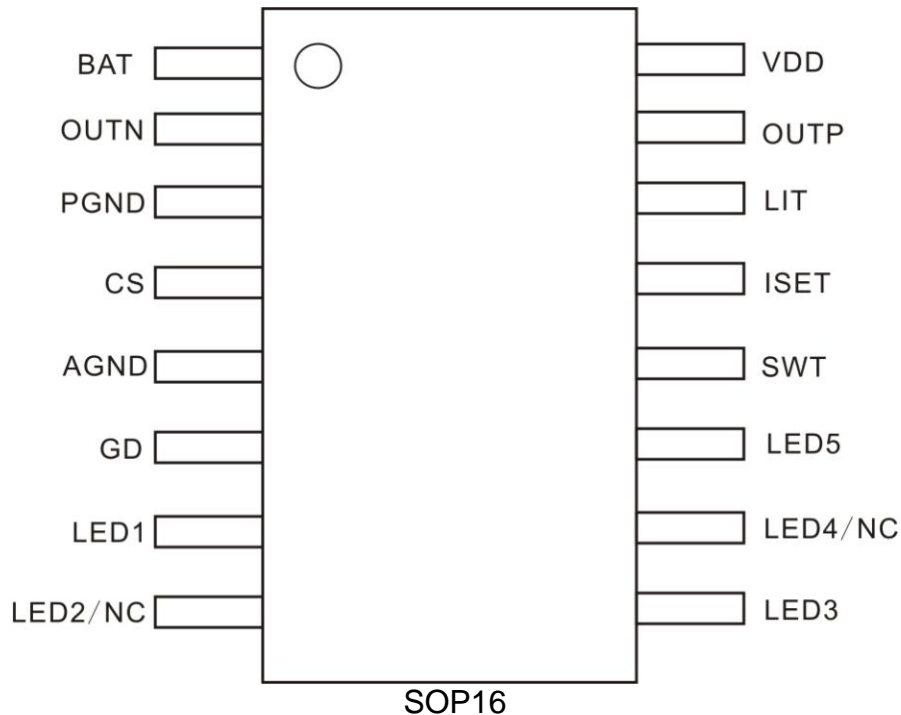 BAT
VDD
OUTN
OUTP
PGND
LIT
CS
ISET
AGND
SWT
GD
LED5
LED1
LED4/NC
LED2/NC
LED3
SOP16